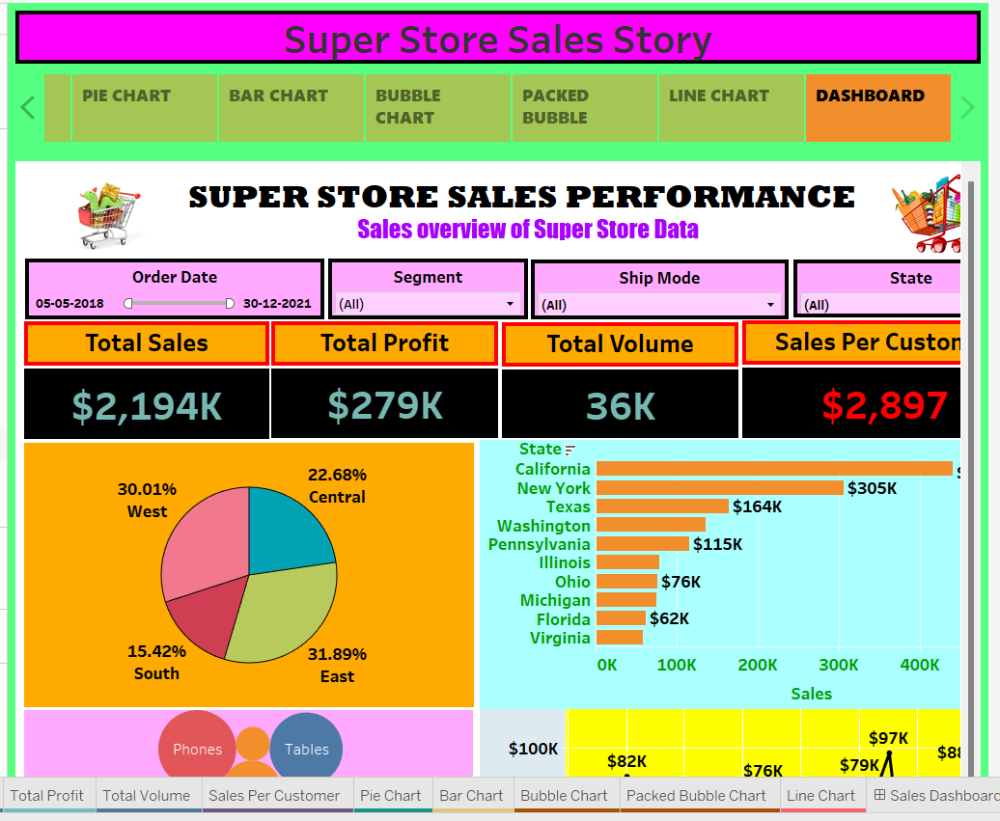 Super Store Sales Story
PIE CHART
BAR CHART
BUBBLE
CHART
PACKED
BUBBLE
LINE CHART
DASHBOARD
SUPER STORE SALES PERFORMANCE
Sales overview of Super Store Data
Order Date
05-05-2018
30-12-2021
Segment
(All)
Ship Mode
(All)
State
(All)
Total Sales
$2,194K
Total Profit
$279K
Total Volume
36K
Sales Per Custon
$2,897
30.01%
West
22.68%
Central
15.42%
South
31.89%
East
State
California
New York $305K
Texas $164K
Washington
Pennsylvania $115K
Illinois
Ohio $76K
Michigan
Florida $62K
Virginia
0K 100K 200K 300K 400K
Sales
Phones
Tables
$100K
$82K
$76K
$79K
$97K
$88
Total Profit
Total Volume
Sales Per Customer
Pie Chart
Bar Chart
Bubble Chart
Packed Bubble Chart
Line Chart
Sales Dashboard